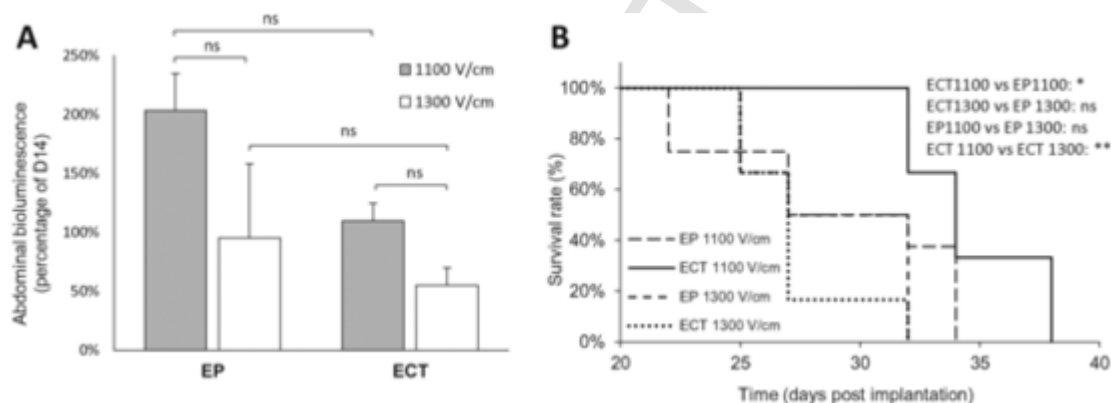 A
ns
ns
ns
ns
250%
200%
150%
100%
50%
0%
Abdominal bioluminescence
(percentage of D14)
1100 V/cm
1300 V/cm
EP
ECT
B
ECT1100 vs EP1100: *
ECT1300 vs EP 1300: ns
EP1100 vs EP 1300: ns
ECT 1100 vs ECT 1300: **
100%
80%
60%
40%
20%
0%
Survival rate (%)
EP 1100 V/cm
ECT 1100 V/cm
EP 1300 V/cm
ECT 1300 V/cm
20
25
30
35
40
Time (days post implantation)